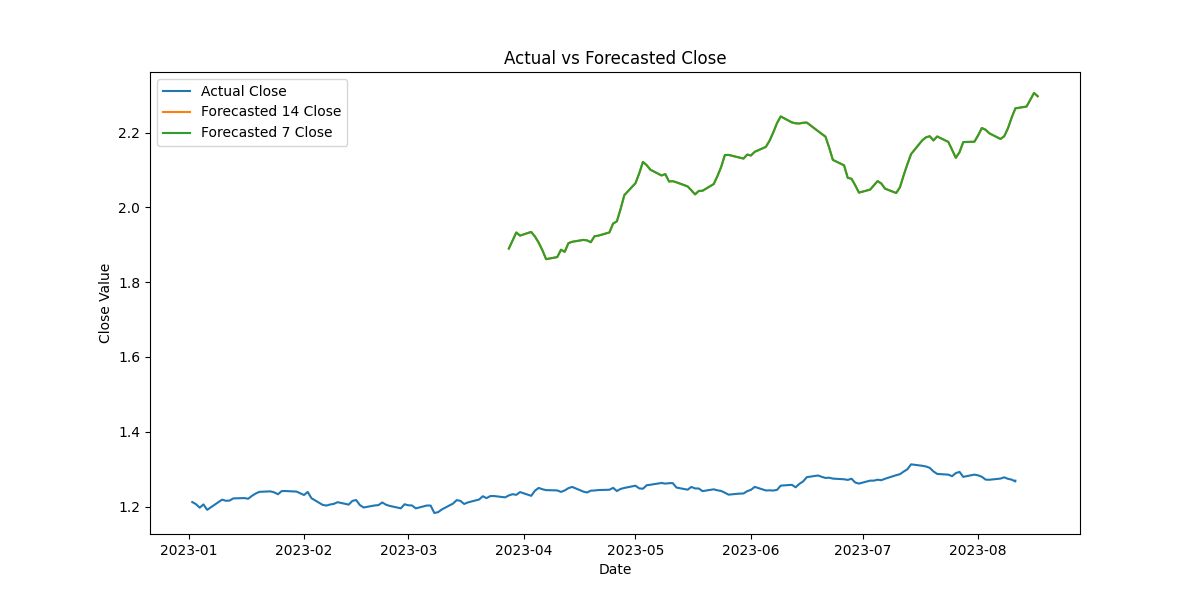 Actual vs Forecasted Close
Actual Close
Forecasted 14 Close
Forecasted 7 Close
Close Value
2.2
2.0
1.8
1.6
1.4
1.2
2023-01 2023-02 2023-03 2023-04 2023-05 2023-06 2023-07 2023-08
Date